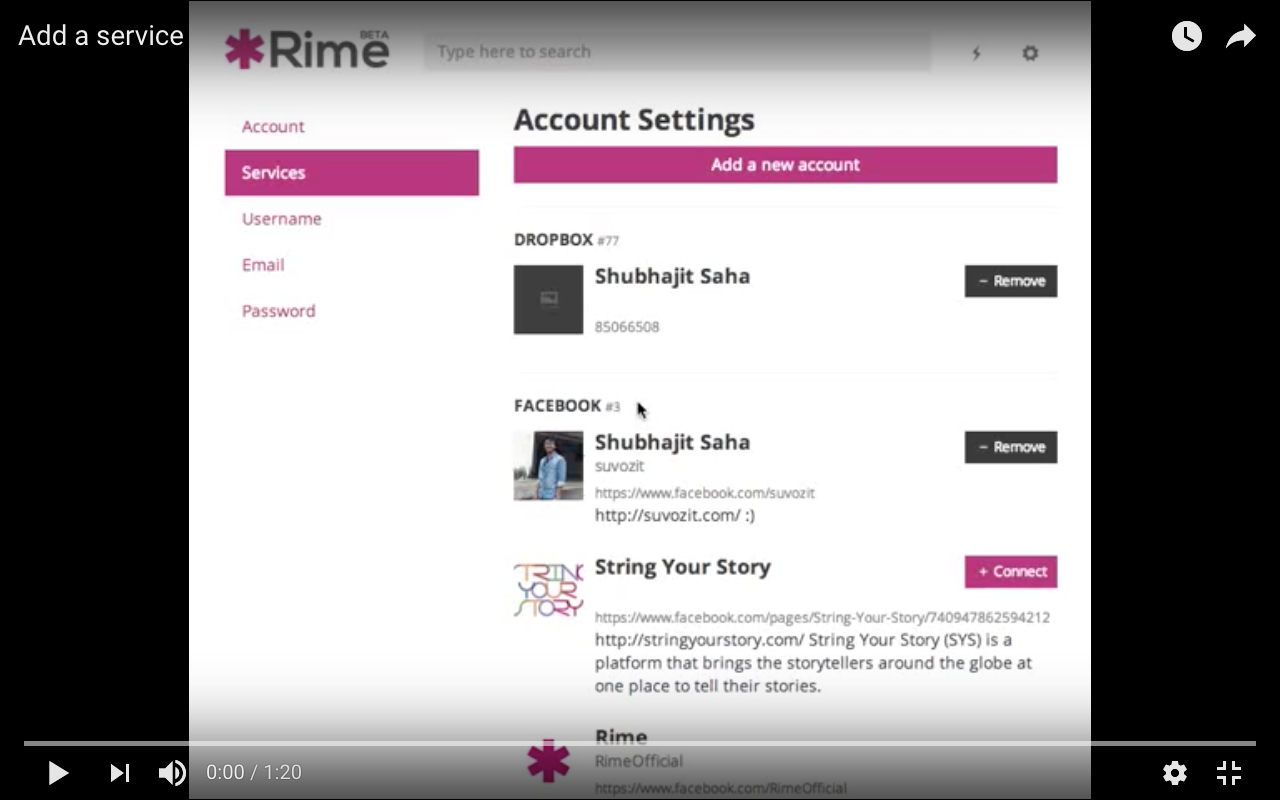 Add a service
Rime BETA
Type here to search
Account
Services
Username
Email
Password
Account Settings
Add a new account
DROPBOX #77
Shubhajit Saha
− Remove
85066508
FACEBOOK #3
Shubhajit Saha
− Remove
suvozit
https://www.facebook.com/suvozit
http://suvozit.com/ :)
STRING
YOUR
STORY
String Your Story
+ Connect
https://www.facebook.com/pages/String-Your-Story/740947862594212
http://stringyourstory.com/ String Your Story (SYS) is a
platform that brings the storytellers around the globe at
one place to tell their stories.
Rime
RimeOfficial
https://www.facebook.com/RimeOfficial
0:00 / 1:20